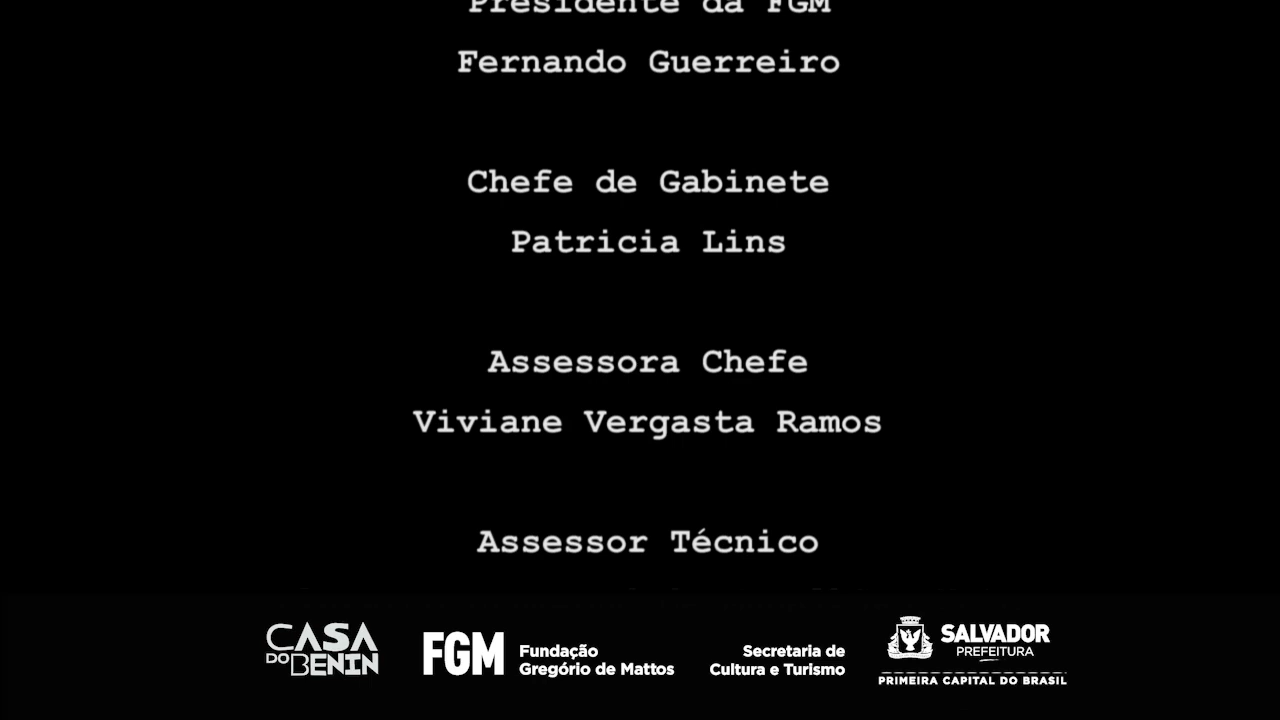 Presidente da FGM
Fernando Guerreiro
Chefe de Gabinete
Patricia Lins
Assessora Chefe
Viviane Vergasta Ramos
Assessor Técnico
CASA
DO BENIN
FGM
Fundação
Gregório de Mattos
Secretaria de
Cultura e Turismo
SALVADOR
PREFEITURA
PRIMEIRA CAPITAL DO BRASIL